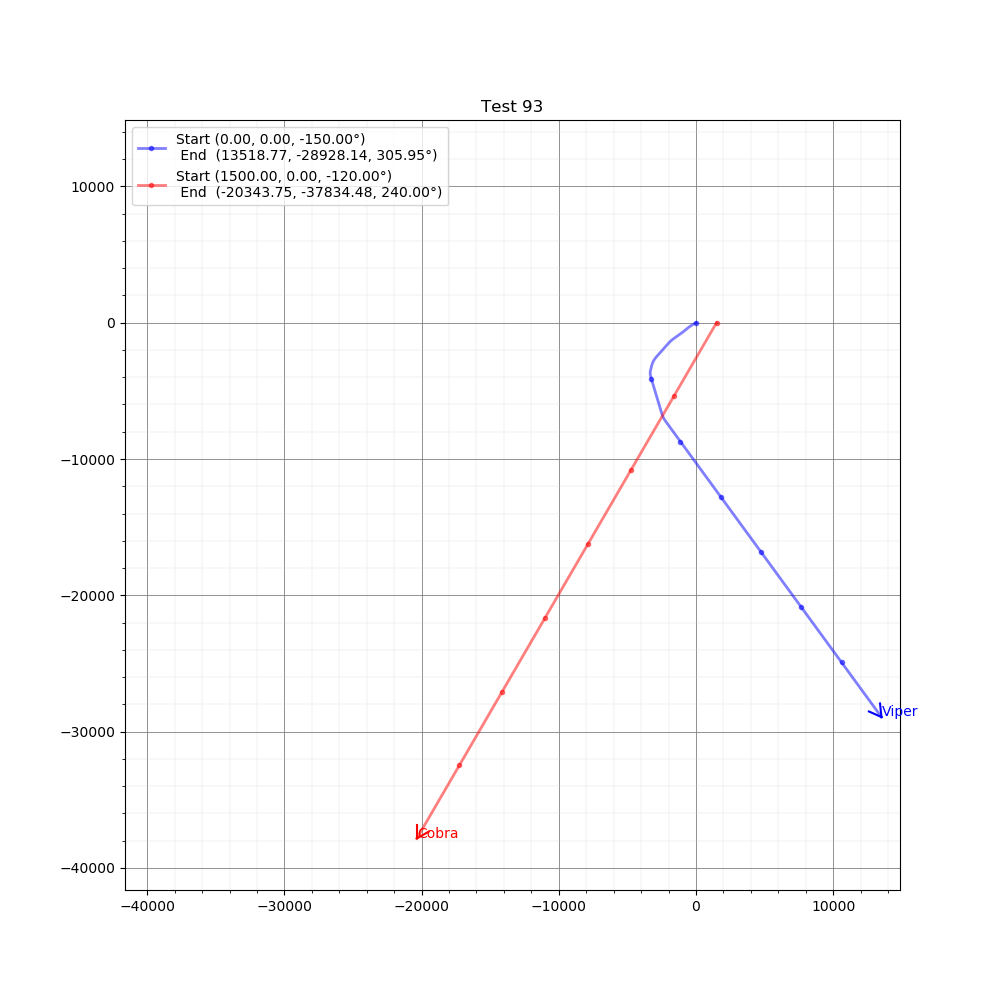 Test 93
Start (0.00, 0.00, -150.00°)
End (13518.77, -28928.14, 305.95°)
Start (1500.00, 0.00, -120.00°)
End (-20343.75, -37834.48, 240.00°)
10000
0
−10000
−20000
−30000
−40000
Viper
Cobra
−40000 −30000 −20000 −10000 0 10000